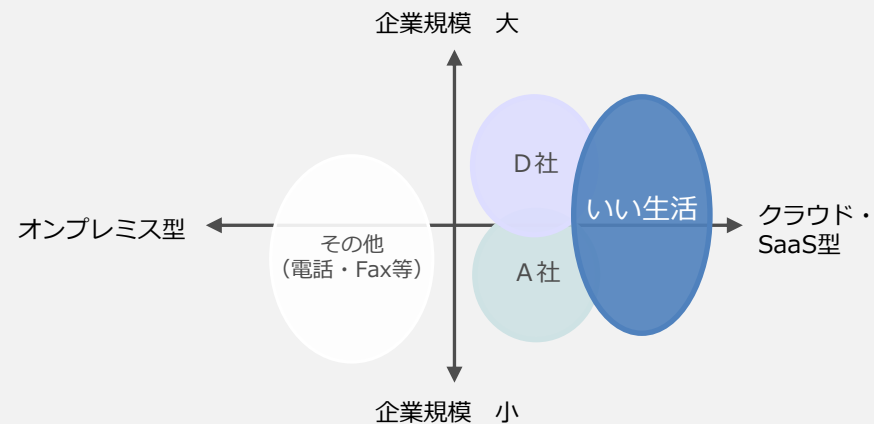 企業規模　大
D社
いい生活
オンプレミス型
クラウド・
SaaS型
その他
（電話・Fax等）
A社
企業規模　小